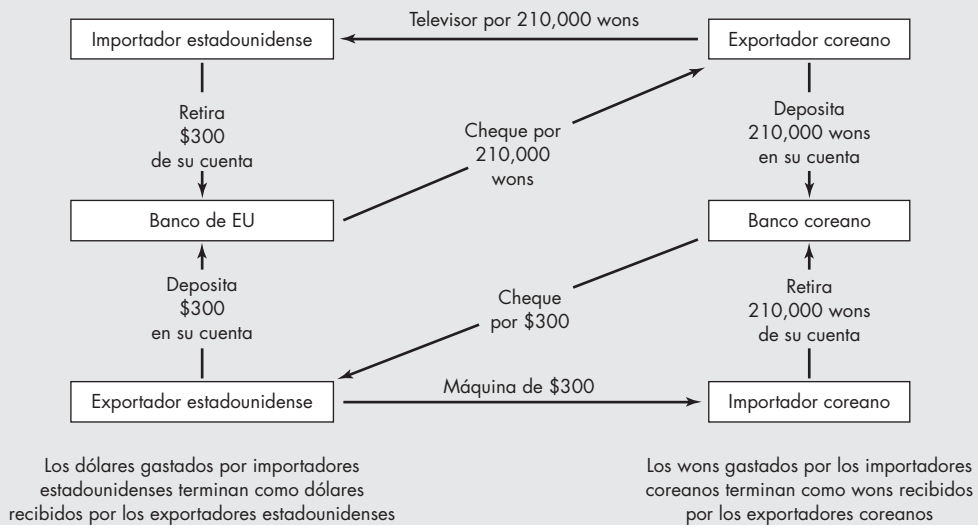 Televisor por 210,000 wons
Importador estadounidense
Exportador coreano
Retira
$300
de su cuenta
Cheque por
210,000
wons
Deposita
210,000 wons
en su cuenta
Banco de EU
Banco coreano
Deposita
$300
en su cuenta
Cheque
por $300
Retira
210,000 wons
de su cuenta
Exportador estadounidense
Máquina de $300
Importador coreano
Los dólares gastados por importadores
estadounidenses terminan como dólares
recibidos por los exportadores estadounidenses
Los wons gastados por los importadores
coreanos terminan como wons recibidos
por los exportadores coreanos